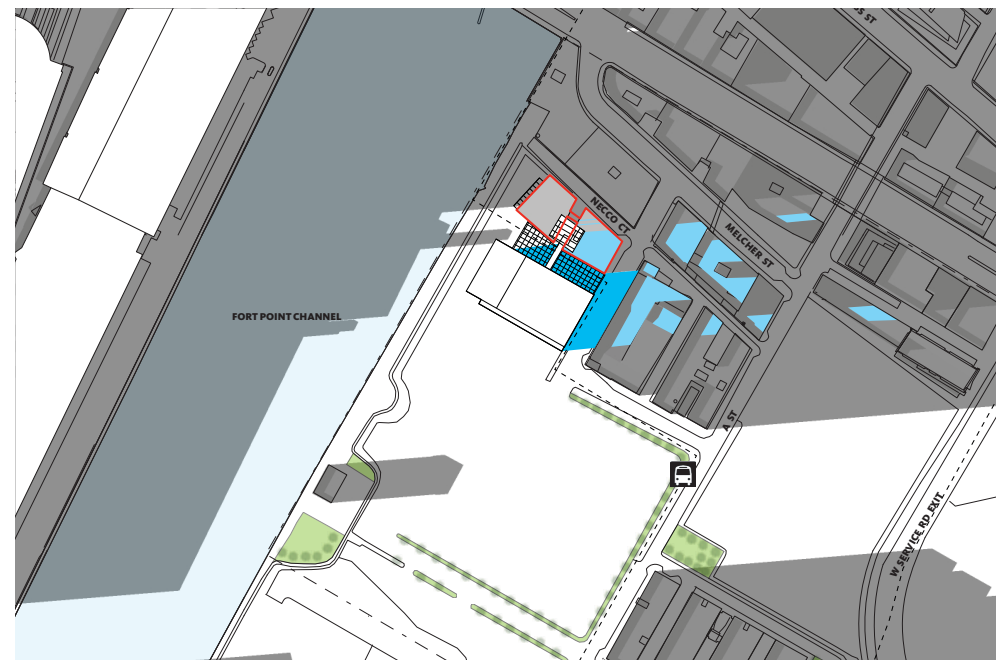 NECCO CT
MELCHER ST
FORT POINT CHANNEL
A ST
W SERVICE RD EXIT